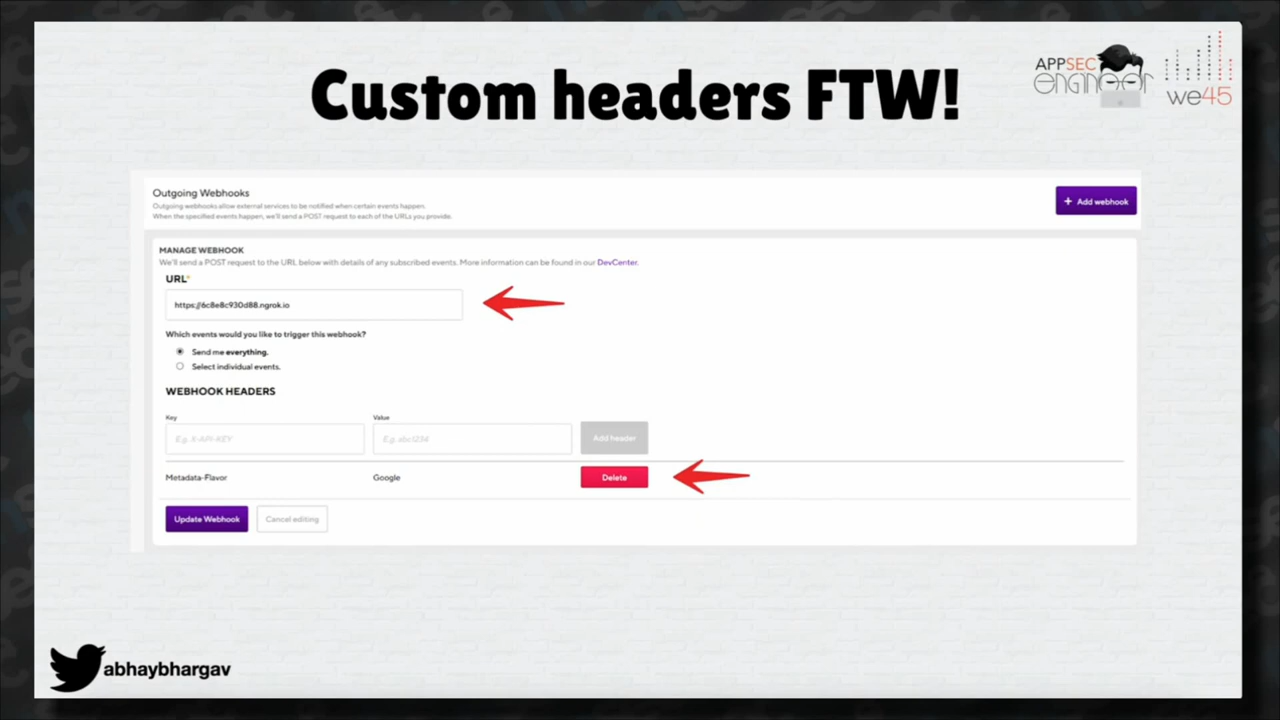 Custom headers FTW!
APPSEC
engineer
we45
Outgoing Webhooks
Outgoing webhooks allow external services to be notified when certain events happen.
When the specified events happen, we'll send a POST request to each of the URLs you provide.
+ Add webhook
MANAGE WEBHOOK
We'll send a POST request to the URL below with details of any subscribed events. More information can be found in our DevCenter.
URL*
https://6c8e8c930d88.ngrok.io
Which events would you like to trigger this webhook?
Send me everything.
Select individual events.
WEBHOOK HEADERS
Key Value
E.g. X-API-KEY E.g. abc1234 Add header
Metadata-Flavor Google Delete
Update Webhook Cancel editing
abhaybhargav